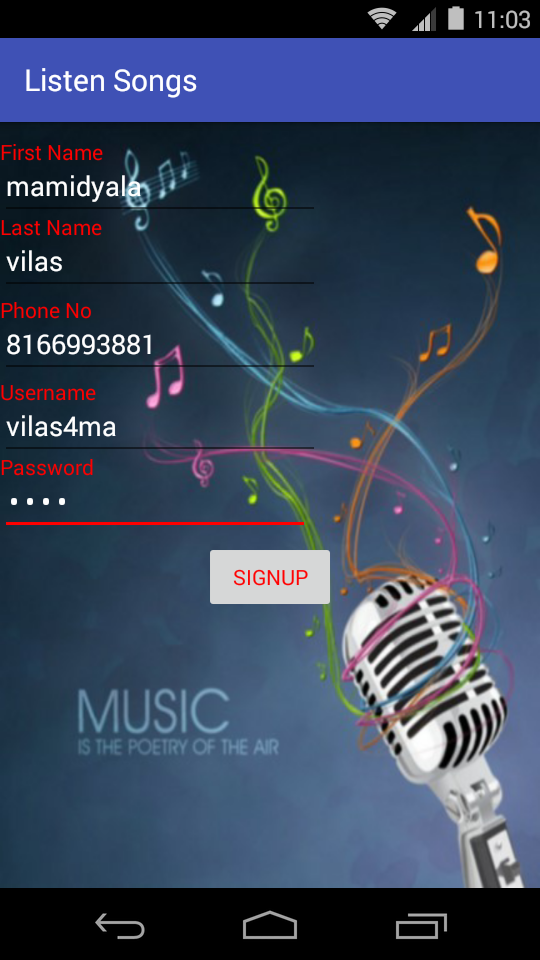 11:03
Listen Songs
First Name
mamidyala
Last Name
vilas
Phone No
8166993881
Username
vilas4ma
Password
••••
SIGNUP
MUSIC
IS THE POETRY OF THE AIR